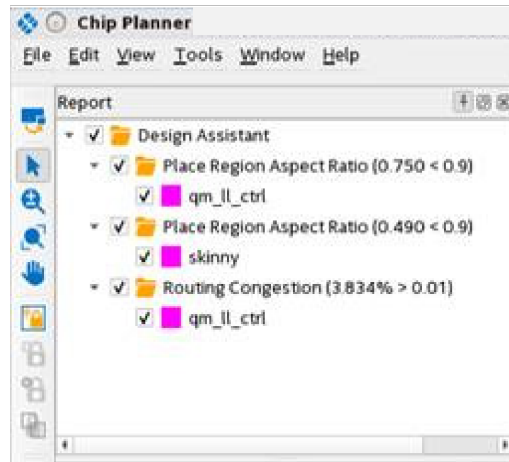 Chip Planner
File Edit View Tools Window Help
Report
Design Assistant
Place Region Aspect Ratio (0.750 < 0.9)
qm_ll_ctrl
Place Region Aspect Ratio (0.490 < 0.9)
skinny
Routing Congestion (3.834% > 0.01)
qm_ll_ctrl